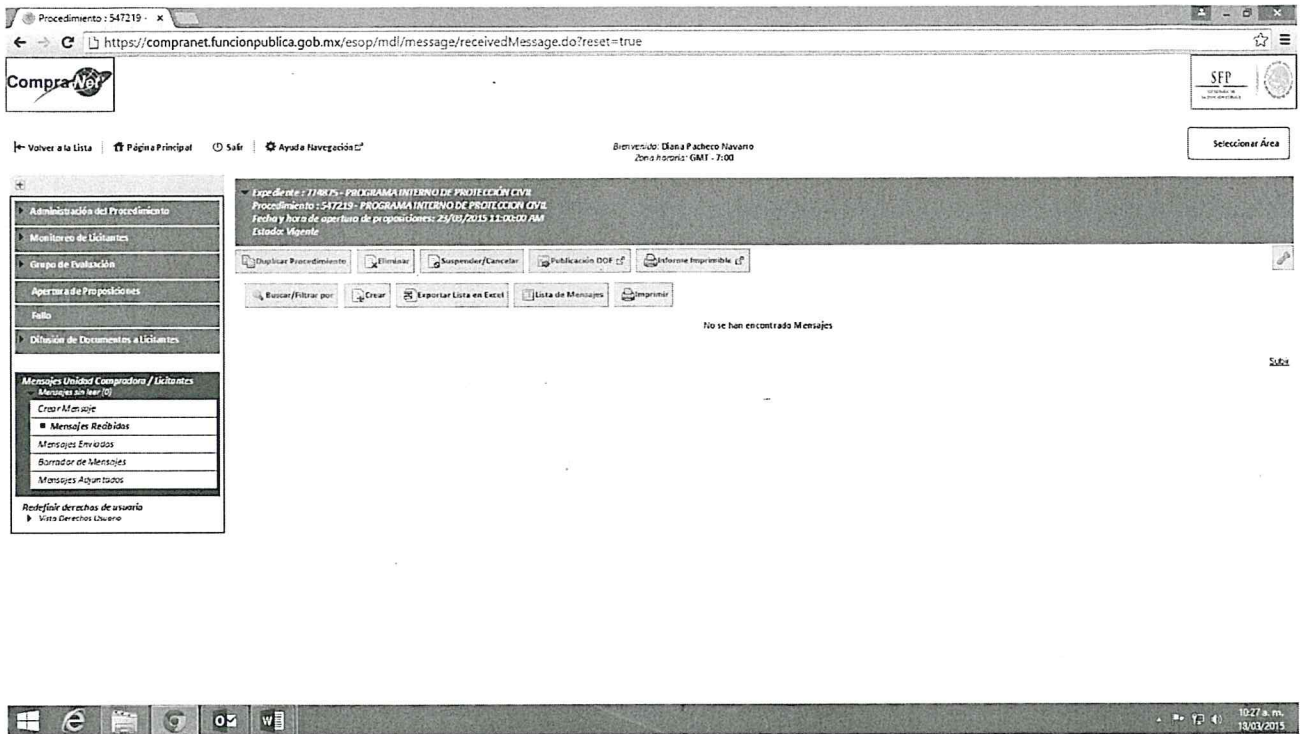 Procedimiento : 547219 -
https://compranet.funcionpublica.gob.mx/esop/mdl/message/receivedMessage.do?reset=true
CompraNet
SFP
Volver a la Lista
Página Principal
Salir
Ayuda Navegación
Bienvenido: Diana Pacheco Navarro
Zona horaria: GMT - 7:00
Seleccionar Área
Administración del Procedimiento
Monitoreo de Licitantes
Grupo de Evaluación
Apertura de Proposiciones
Fallo
Difusión de Documentos a Licitantes
Mensajes Unidad Compradora / Licitantes
Mensajes sin leer (0)
Crear Mensaje
Mensajes Recibidos
Mensajes Enviados
Borrador de Mensajes
Mensajes Adjuntados
Redefinir derechos de usuario
Vista Derechos Usuario
Expediente : 774875 - PROGRAMA INTERNO DE PROTECCIÓN CIVIL
Procedimiento : 547219 - PROGRAMA INTERNO DE PROTECCION CIVIL
Fecha y hora de apertura de proposiciones: 23/03/2015 11:00:00 AM
Estado: Vigente
Duplicar Procedimiento
Eliminar
Suspender/Cancelar
Publicación DOF
Informe Imprimible
Buscar/Filtrar por
Crear
Exportar Lista en Excel
Lista de Mensajes
Imprimir
No se han encontrado Mensajes
Subir
10:27 a. m.
18/03/2015